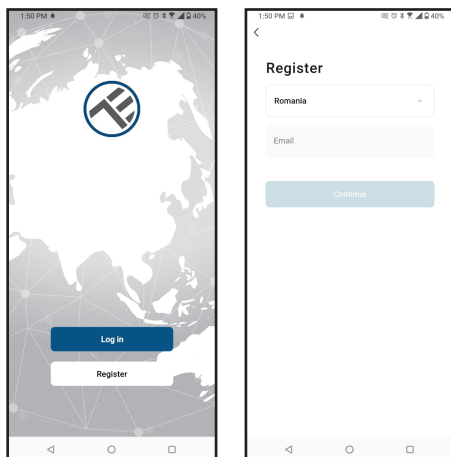 1:50 PM
40%
Log in
Register
1:50 PM
40%
Register
Romania
Email
Continue